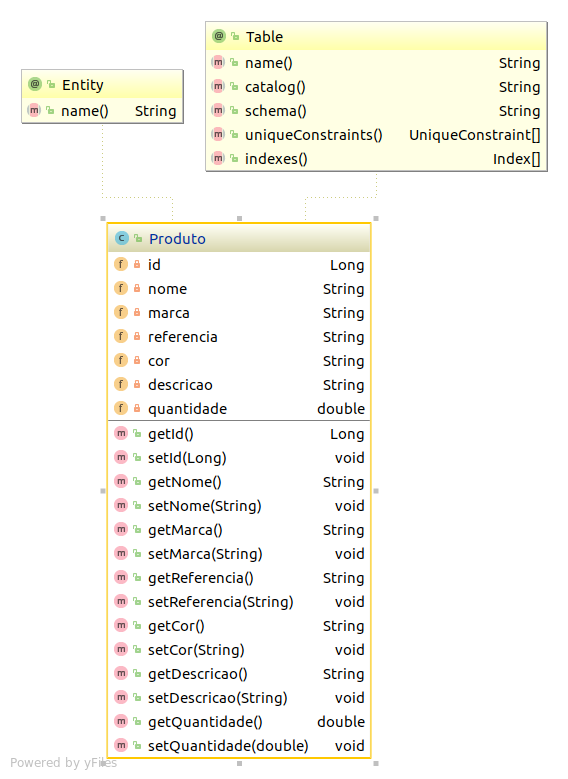 Table
name() String
catalog() String
schema() String
uniqueConstraints() UniqueConstraint[]
indexes() Index[]
Entity
name() String
Produto
id Long
nome String
marca String
referencia String
cor String
descricao String
quantidade double
getId() Long
setId(Long) void
getNome() String
setNome(String) void
getMarca() String
setMarca(String) void
getReferencia() String
setReferencia(String) void
getCor() String
setCor(String) void
getDescricao() String
setDescricao(String) void
getQuantidade() double
setQuantidade(double) void
Powered by yFiles